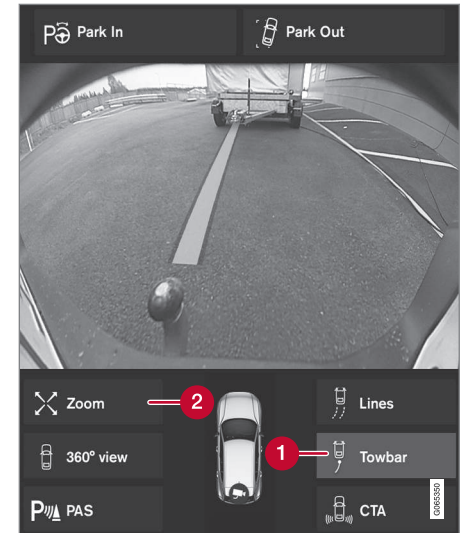 Park In
Park Out
Zoom
2
Lines
360° view
1
Towbar
PAS
CTA
G065350